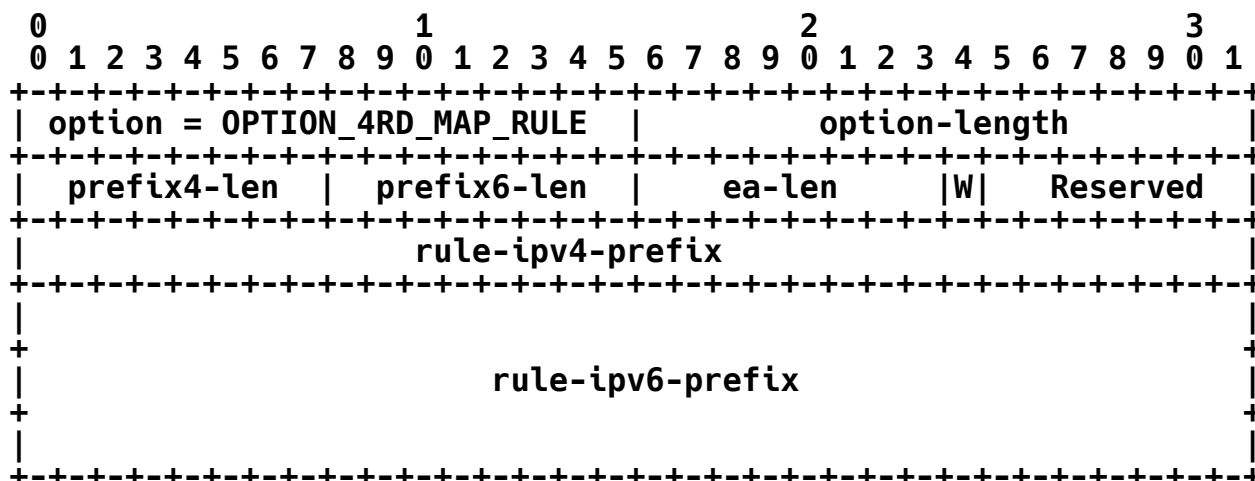 0                   1                   2                   3
 0 1 2 3 4 5 6 7 8 9 0 1 2 3 4 5 6 7 8 9 0 1 2 3 4 5 6 7 8 9 0 1
+-+-+-+-+-+-+-+-+-+-+-+-+-+-+-+-+-+-+-+-+-+-+-+-+-+-+-+-+-+-+-+-+
| option = OPTION_4RD_MAP_RULE  |         option-length         |
+-+-+-+-+-+-+-+-+-+-+-+-+-+-+-+-+-+-+-+-+-+-+-+-+-+-+-+-+-+-+-+-+
|  prefix4-len  |  prefix6-len  |    ea-len     |W|   Reserved  |
+-+-+-+-+-+-+-+-+-+-+-+-+-+-+-+-+-+-+-+-+-+-+-+-+-+-+-+-+-+-+-+-+
|                    rule-ipv4-prefix                           |
+-+-+-+-+-+-+-+-+-+-+-+-+-+-+-+-+-+-+-+-+-+-+-+-+-+-+-+-+-+-+-+-+
|                                                               |
+                                                               +
|                        rule-ipv6-prefix                       |
+                                                               +
|                                                               |
+-+-+-+-+-+-+-+-+-+-+-+-+-+-+-+-+-+-+-+-+-+-+-+-+-+-+-+-+-+-+-+-+